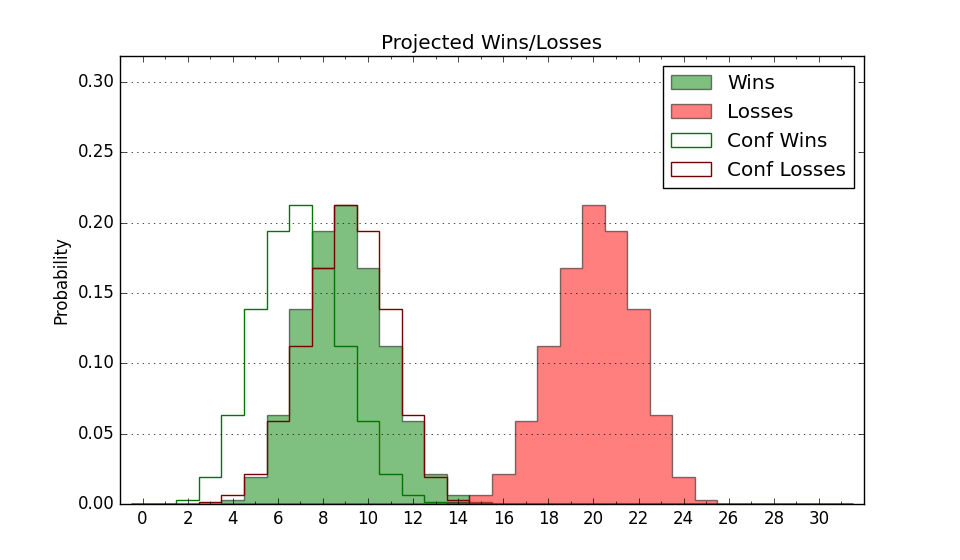 Projected Wins/Losses
Wins
Losses
Conf Wins
Conf Losses
Probability
0.30
0.25
0.20
0.15
0.10
0.05
0.00
0 2 4 6 8 10 12 14 16 18 20 22 24 26 28 30